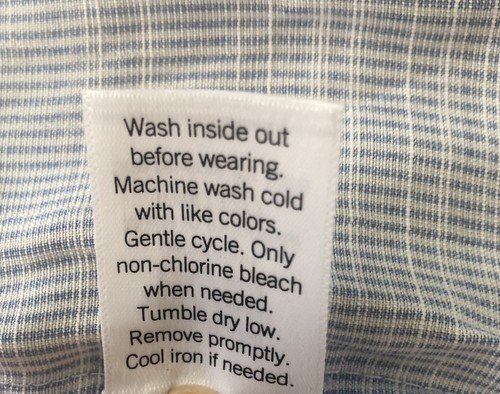 Wash inside out
before wearing.
Machine wash cold
with like colors.
Gentle cycle. Only
non-chlorine bleach
when needed.
Tumble dry low.
Remove promptly.
Cool iron if needed.